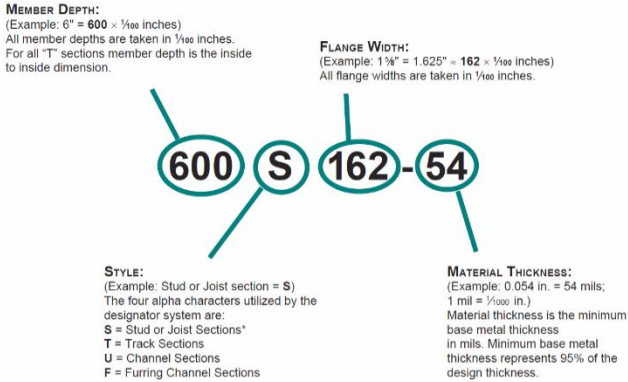 MEMBER DEPTH:
(Example: 6" = 600 × 1⁄100 inches)
All member depths are taken in 1⁄100 inches.
For all "T" sections member depth is the inside
to inside dimension.
FLANGE WIDTH:
(Example: 1 5⁄8" = 1.625" ≈ 162 × 1⁄100 inches)
All flange widths are taken in 1⁄100 inches.
600 S 162-54
STYLE:
(Example: Stud or Joist section = S)
The four alpha characters utilized by the
designator system are:
S = Stud or Joist Sections*
T = Track Sections
U = Channel Sections
F = Furring Channel Sections
MATERIAL THICKNESS:
(Example: 0.054 in. = 54 mils;
1 mil = 1⁄1000 in.)
Material thickness is the minimum
base metal thickness
in mils. Minimum base metal
thickness represents 95% of the
design thickness.